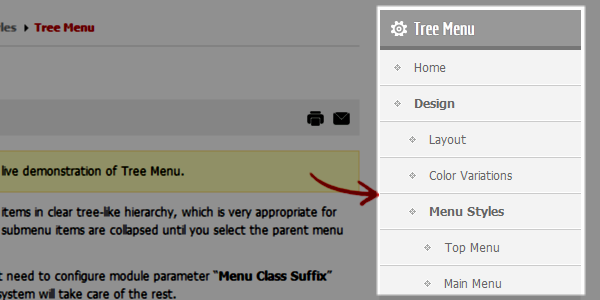 les Tree Menu
live demonstration of Tree Menu.
items in clear tree-like hierarchy, which is very appropriate for
submenu items are collapsed until you select the parent menu
t need to configure module parameter “Menu Class Suffix”
ystem will take care of the rest.
Tree Menu
Home
Design
Layout
Color Variations
Menu Styles
Top Menu
Main Menu